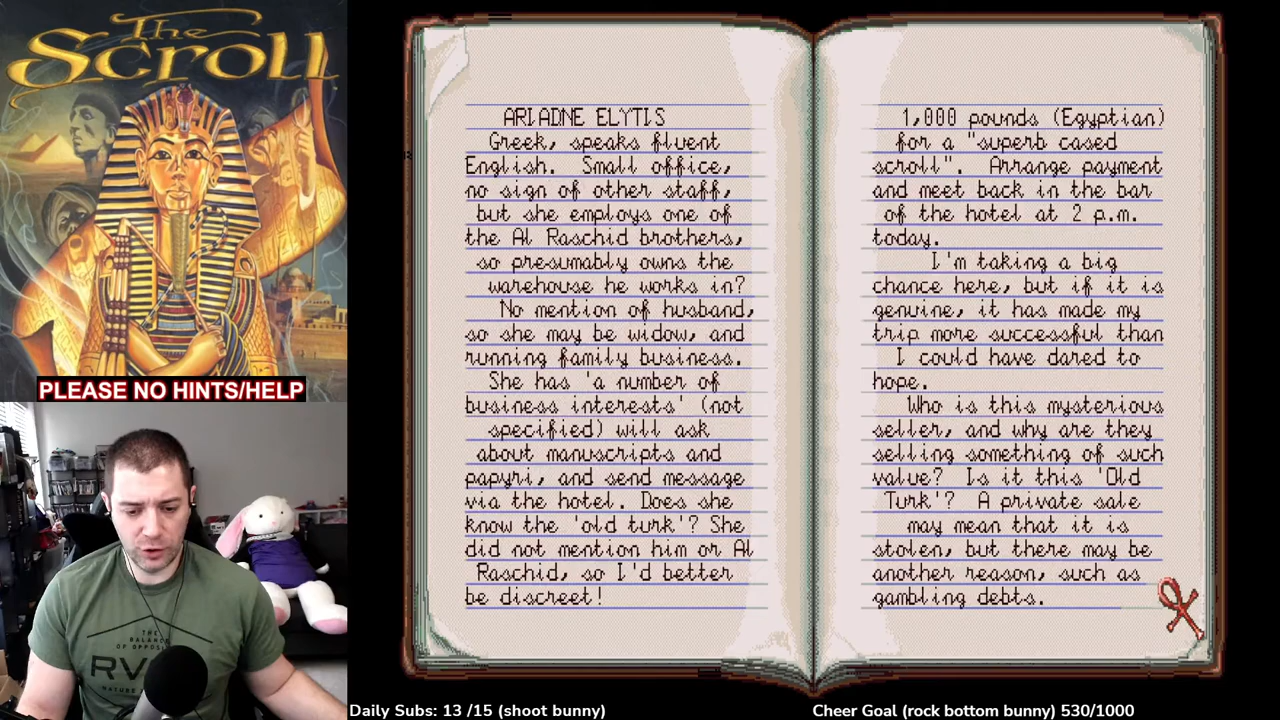 The
Scroll
PLEASE NO HINTS/HELP
ARIADNE ELYTIS
Greek, speaks fluent
English. Small office,
no sign of other staff,
but she employs one of
the Al Raschid brothers,
so presumably owns the
warehouse he works in?
No mention of husband,
so she may be widow, and
running family business.
She has 'a number of
business interests' (not
specified) will ask
about manuscripts and
papyri, and send message
via the hotel. Does she
know the 'old turk'? She
did not mention him or Al
Raschid, so I'd better
be discreet!
1,000 pounds (Egyptian)
for a "superb cased
scroll". Arrange payment
and meet back in the bar
of the hotel at 2 p.m.
today.
I'm taking a big
chance here, but if it is
genuine, it has made my
trip more successful than
I could have dared to
hope.
Who is this mysterious
seller, and why are they
selling something of such
value? Is it this 'Old
Turk'? A private sale
may mean that it is
stolen, but there may be
another reason, such as
gambling debts.
THE
BALANCE
OF OPPOSI
RV
NATURE
Daily Subs: 13 /15 (shoot bunny)
Cheer Goal (rock bottom bunny) 530/1000